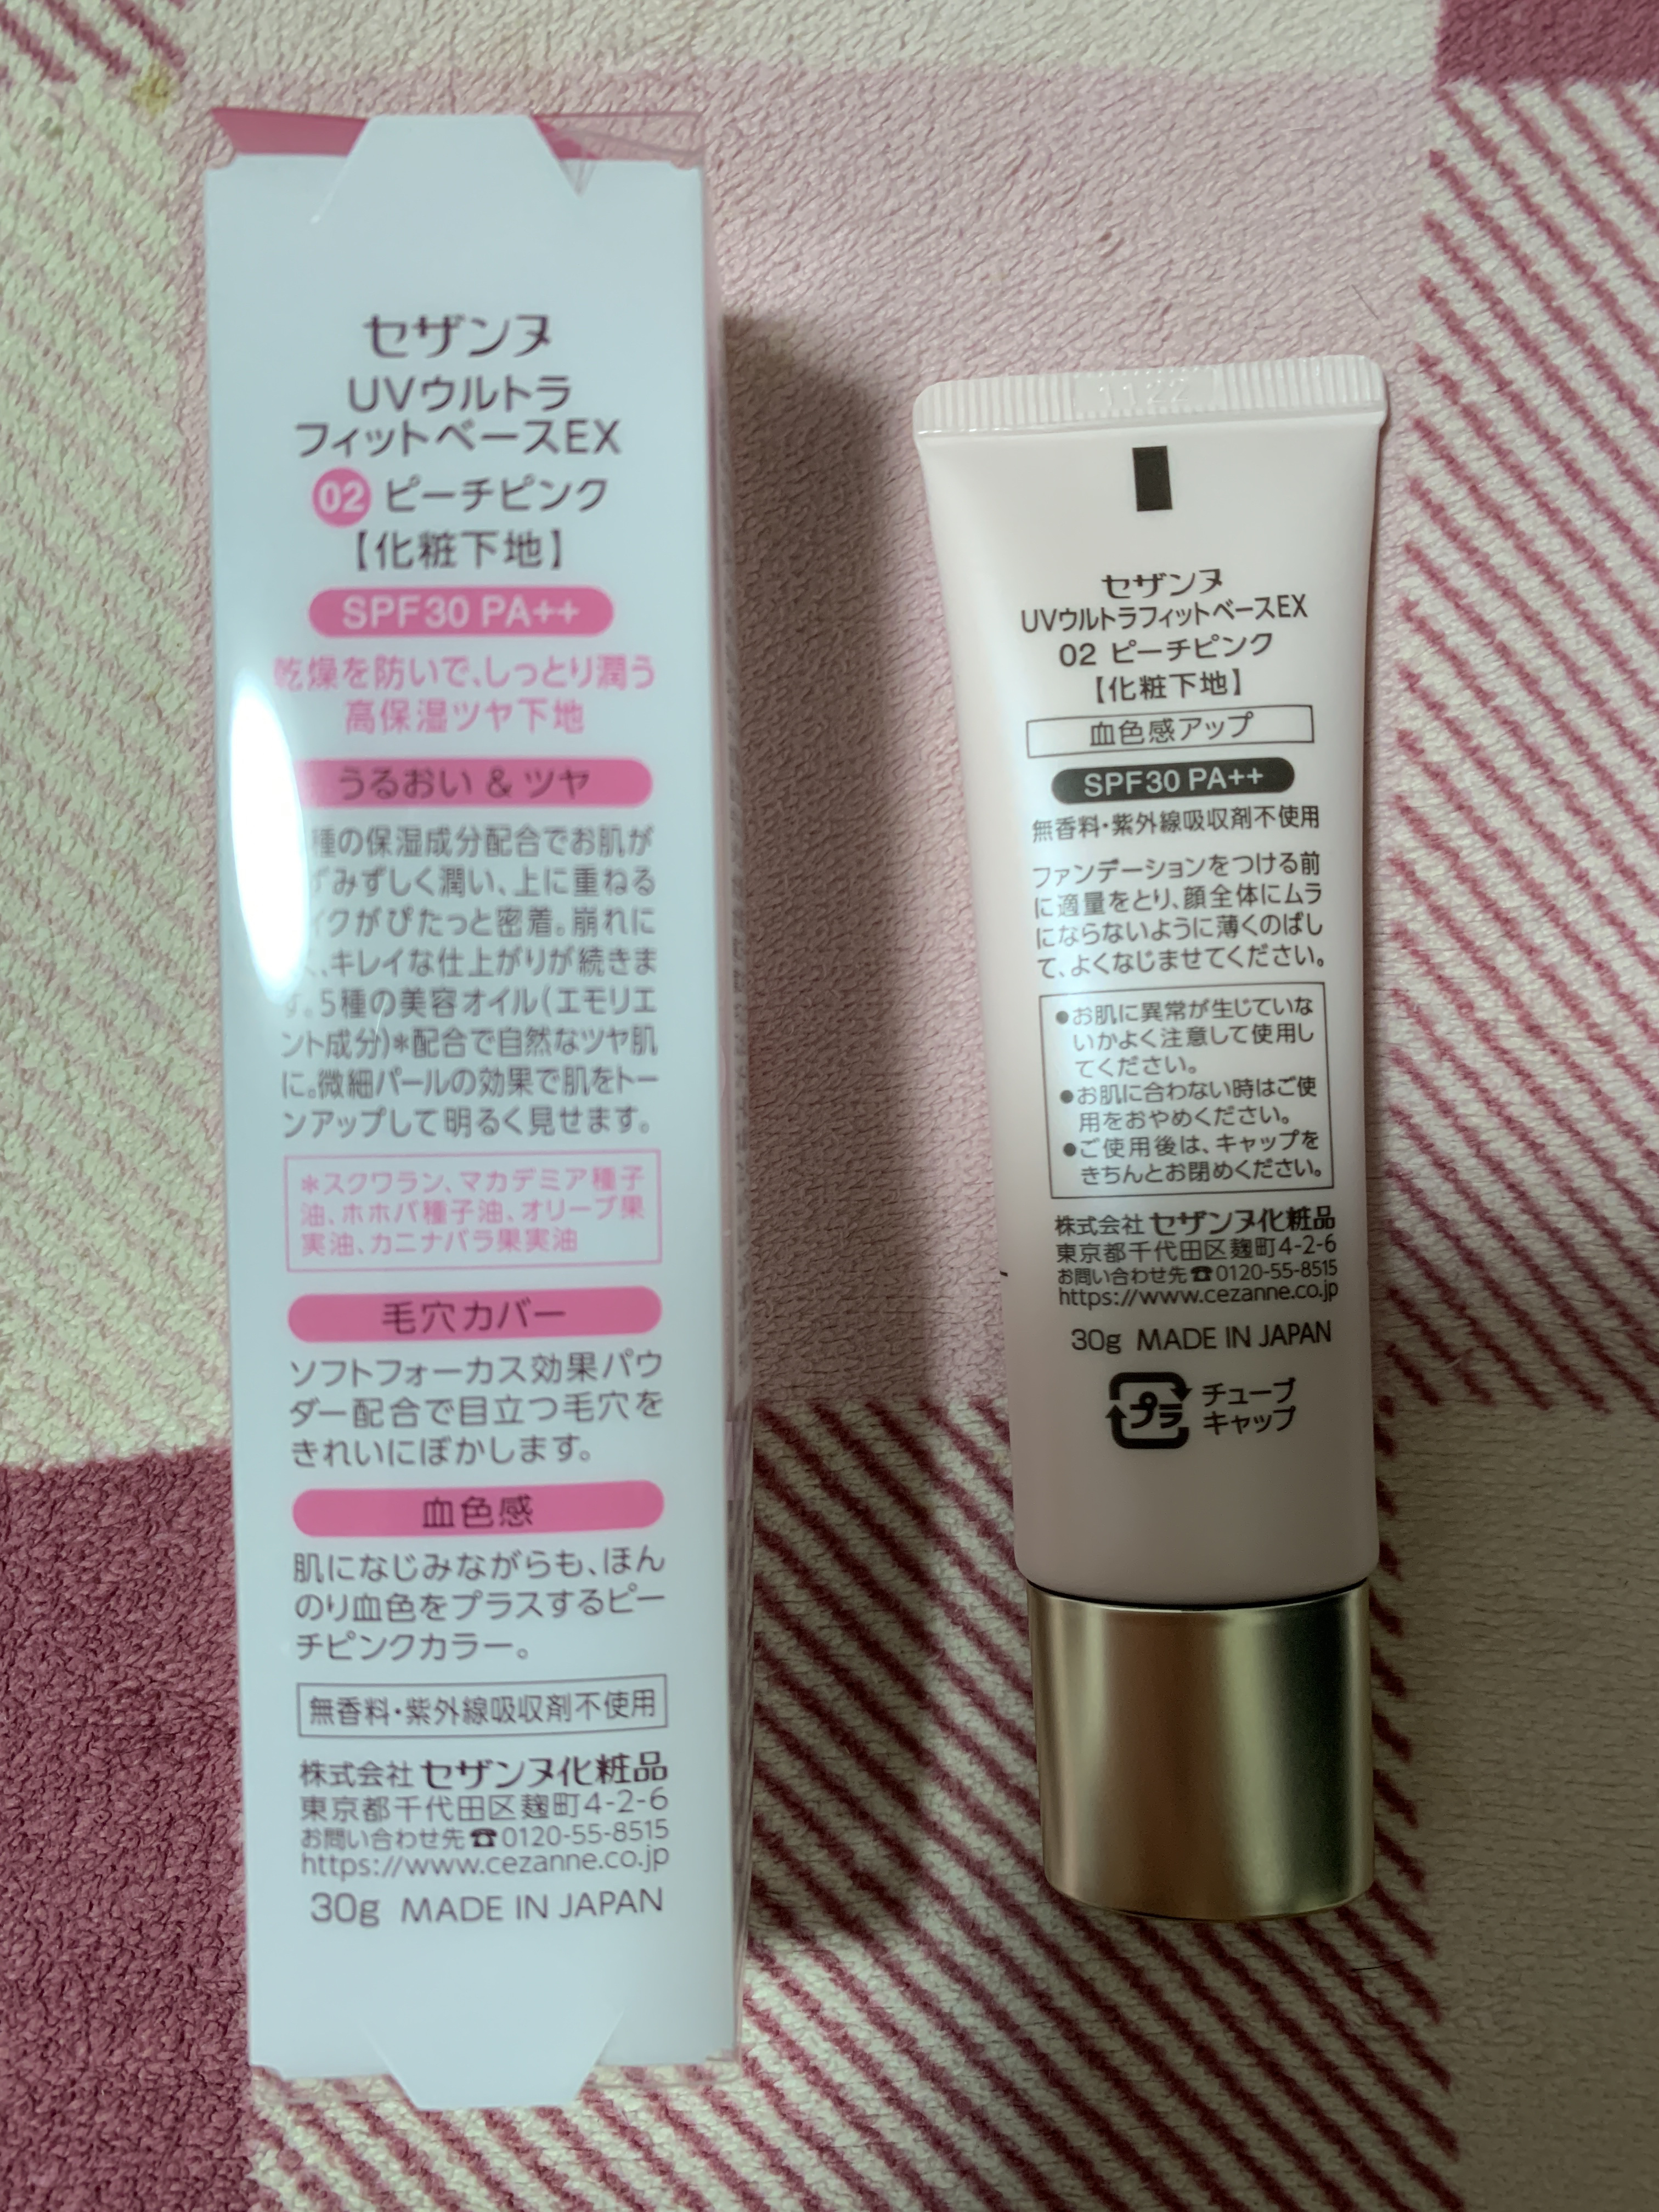 セザンヌ
UVウルトラ
フィットベースEX
02 ピーチピンク
【化粧下地】
SPF30 PA++
乾燥を防いで、しっとり潤う
高保湿ツヤ下地
うるおい & ツヤ
種の保湿成分配合でお肌が
みずしく潤い、上に重ねる
イクがぴたっと密着。崩れに
、キレイな仕上がりが続きま
す。5種の美容オイル(エモリエ
ント成分)*配合で自然なツヤ肌
に。微細パールの効果で肌をトー
ンアップして明るく見せます。
*スクワラン、マカデミア種子
油、ホホバ種子油、オリーブ果
実油、カニナバラ果実油
毛穴カバー
ソフトフォーカス効果パウ
ダー配合で目立つ毛穴を
きれいにぼかします。
血色感
肌になじみながらも、ほん
のり血色をプラスするピー
チピンクカラー。
無香料・紫外線吸収剤不使用
株式会社 セザンヌ化粧品
東京都千代田区麹町4-2-6
お問い合わせ先☎0120-55-8515
https://www.cezanne.co.jp
30g MADE IN JAPAN
1122
セザンヌ
UVウルトラフィットベースEX
02 ピーチピンク
【化粧下地】
血色感アップ
SPF30 PA++
無香料・紫外線吸収剤不使用
ファンデーションをつける前
に適量をとり、顔全体にムラ
にならないように薄くのばし
て、よくなじませてください。
●お肌に異常が生じていな
いかよく注意して使用し
てください。
●お肌に合わない時はご使
用をおやめください。
●ご使用後は、キャップを
きちんとお閉めください。
株式会社 セザンヌ化粧品
東京都千代田区麹町4-2-6
お問い合わせ先☎0120-55-8515
https://www.cezanne.co.jp
30g MADE IN JAPAN
プラ チューブ
キャップ